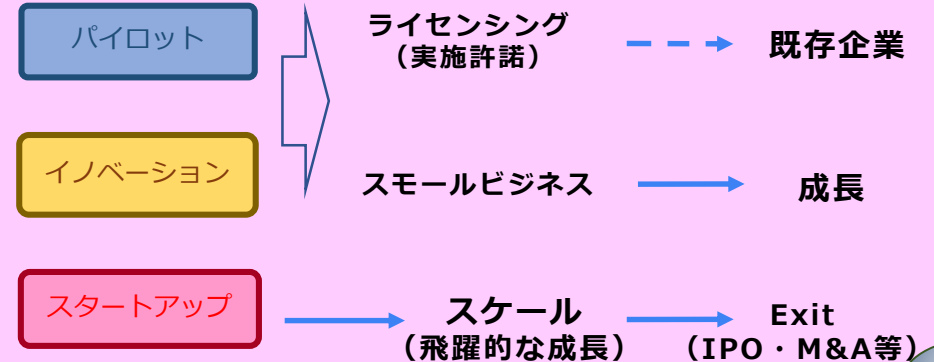 パイロット
ライセンシング
（実施許諾）
既存企業
イノベーション
スモールビジネス
成長
スタートアップ
スケール
（飛躍的な成長）
Exit
（IPO・M&A等）